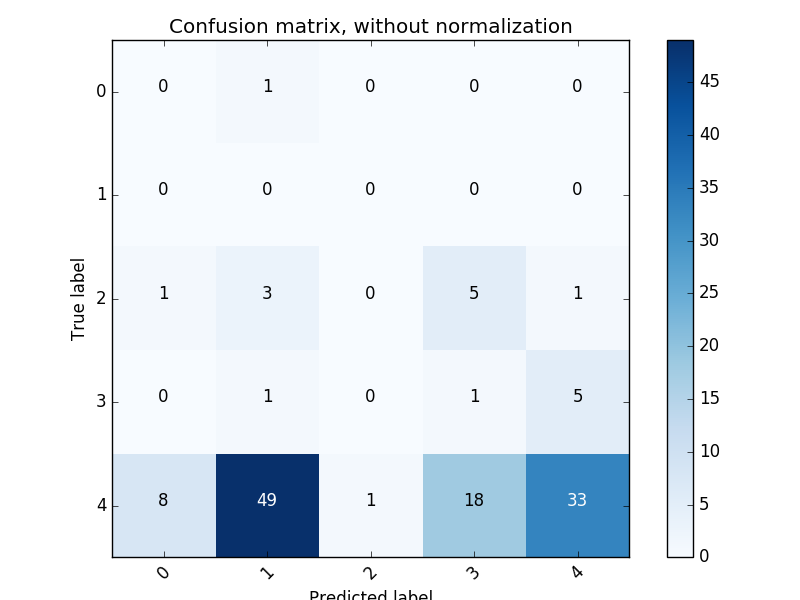 Confusion matrix, without normalization
0 0 1 0 0 0
1 0 0 0 0 0
True label
2 1 3 0 5 1
3 0 1 0 1 5
4 8 49 1 18 33
0 1 2 3 4
Predicted label
45
40
35
30
25
20
15
10
5
0